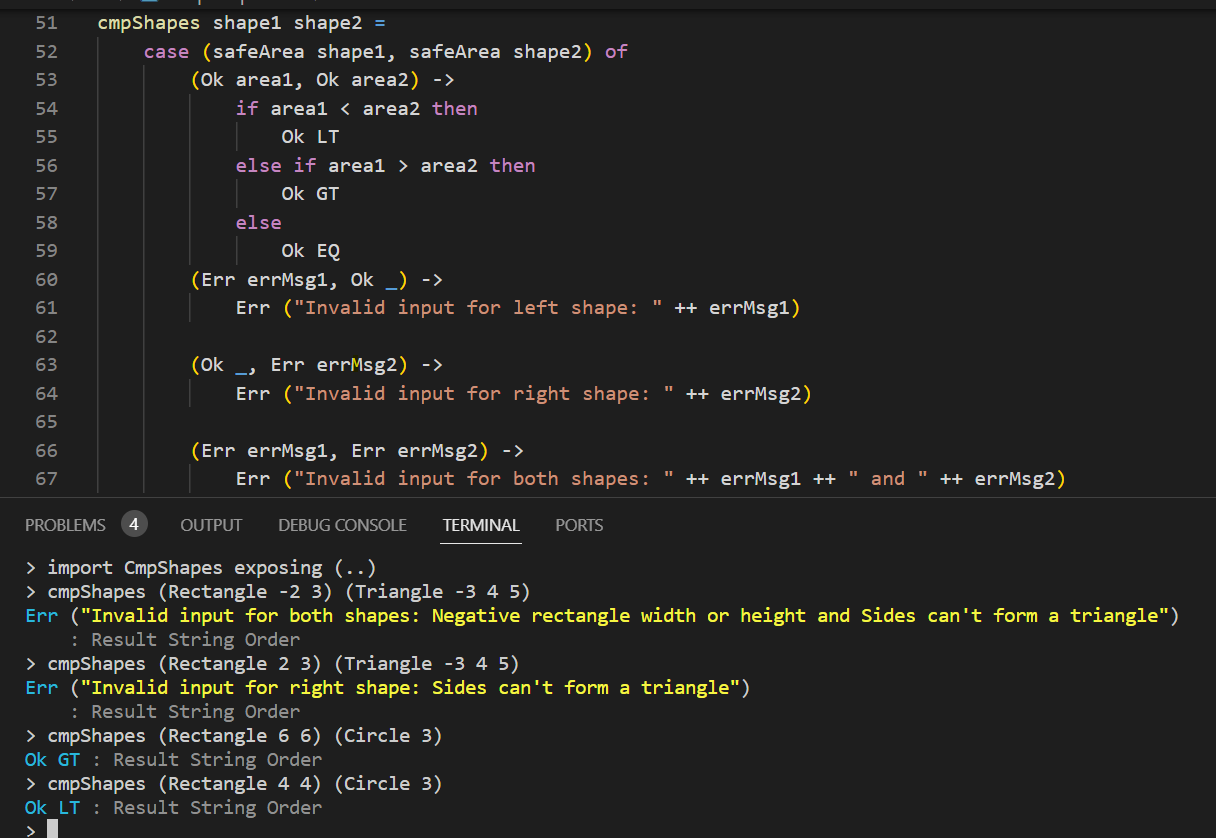 51 cmpShapes shape1 shape2 =
52 case (safeArea shape1, safeArea shape2) of
53 (Ok area1, Ok area2) ->
54 if area1 < area2 then
55 Ok LT
56 else if area1 > area2 then
57 Ok GT
58 else
59 Ok EQ
60 (Err errMsg1, Ok _) ->
61 Err ("Invalid input for left shape: " ++ errMsg1)
62
63 (Ok _, Err errMsg2) ->
64 Err ("Invalid input for right shape: " ++ errMsg2)
65
66 (Err errMsg1, Err errMsg2) ->
67 Err ("Invalid input for both shapes: " ++ errMsg1 ++ " and " ++ errMsg2)
PROBLEMS 4 OUTPUT DEBUG CONSOLE TERMINAL PORTS
> import CmpShapes exposing (..)
> cmpShapes (Rectangle -2 3) (Triangle -3 4 5)
Err ("Invalid input for both shapes: Negative rectangle width or height and Sides can't form a triangle")
: Result String Order
> cmpShapes (Rectangle 2 3) (Triangle -3 4 5)
Err ("Invalid input for right shape: Sides can't form a triangle")
: Result String Order
> cmpShapes (Rectangle 6 6) (Circle 3)
Ok GT : Result String Order
> cmpShapes (Rectangle 4 4) (Circle 3)
Ok LT : Result String Order
>